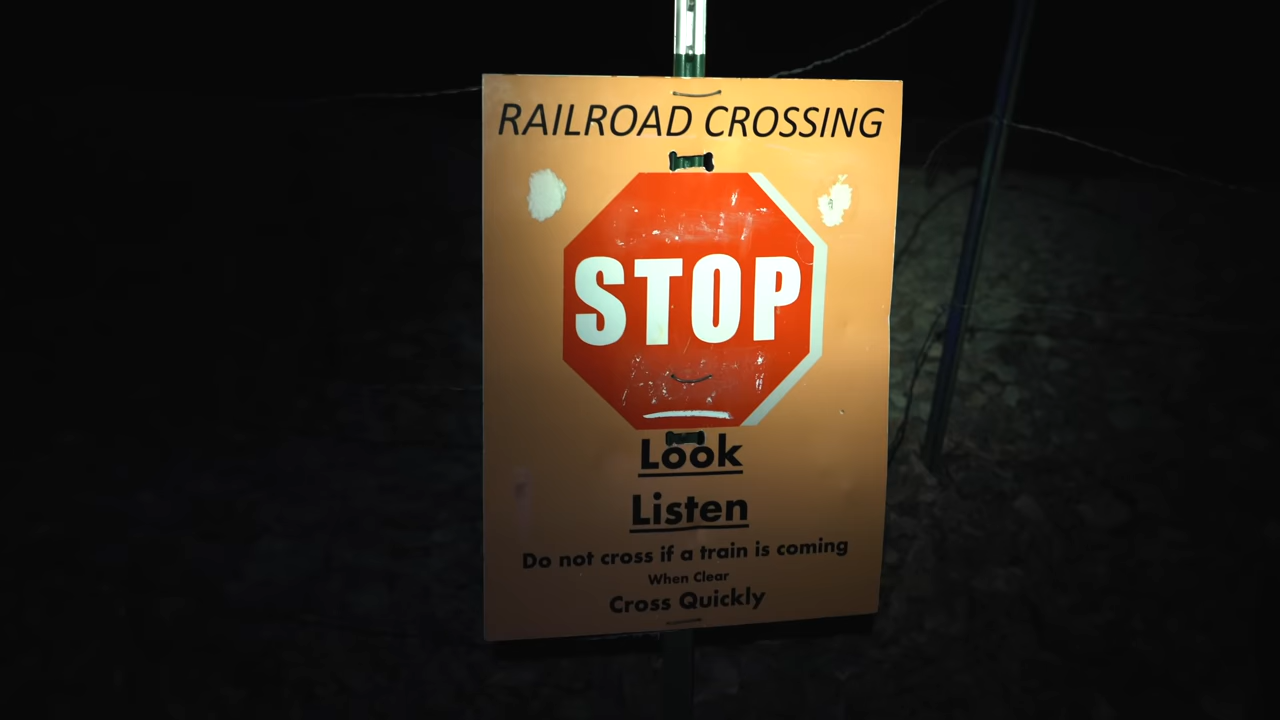 RAILROAD CROSSING
STOP
Look
Listen
Do not cross if a train is coming
When Clear
Cross Quickly